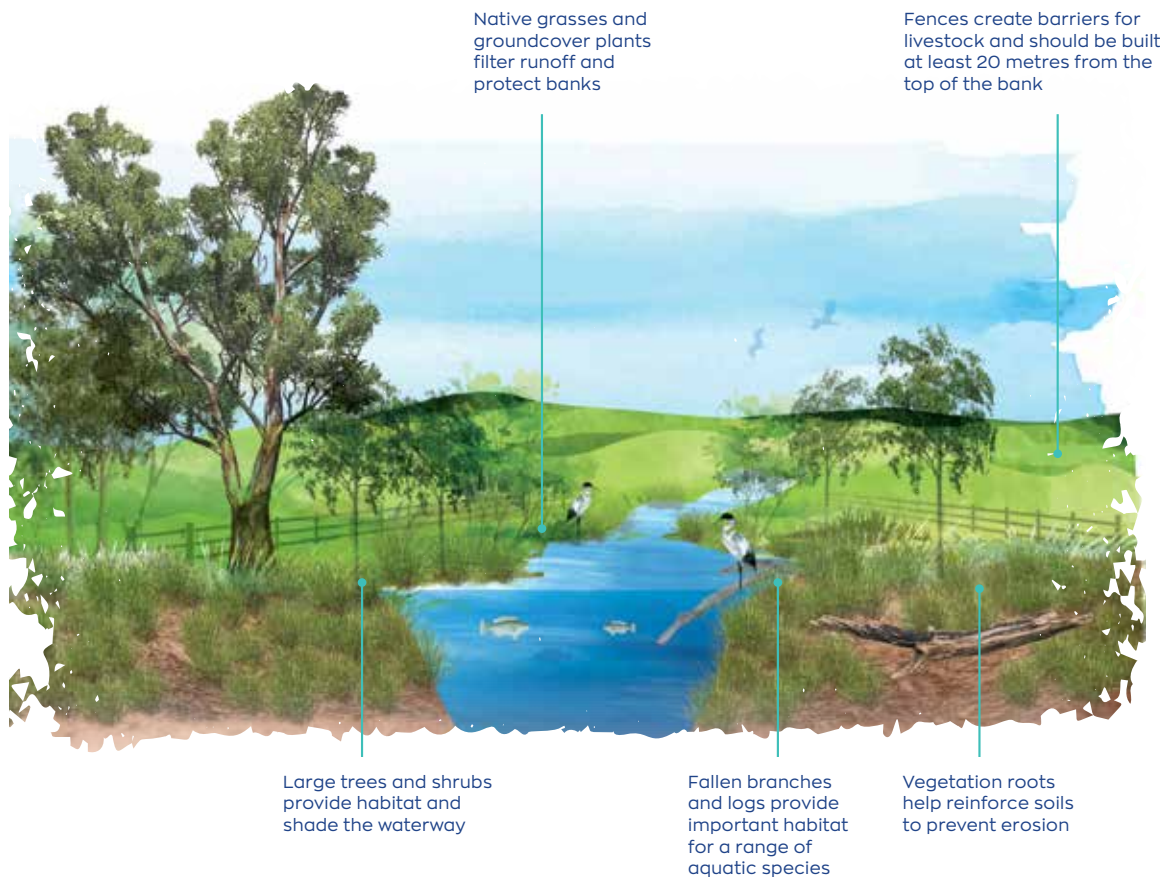 Native grasses and
groundcover plants
filter runoff and
protect banks
Fences create barriers for
livestock and should be built
at least 20 metres from the
top of the bank
Large trees and shrubs
provide habitat and
shade the waterway
Fallen branches
and logs provide
important habitat
for a range of
aquatic species
Vegetation roots
help reinforce soils
to prevent erosion